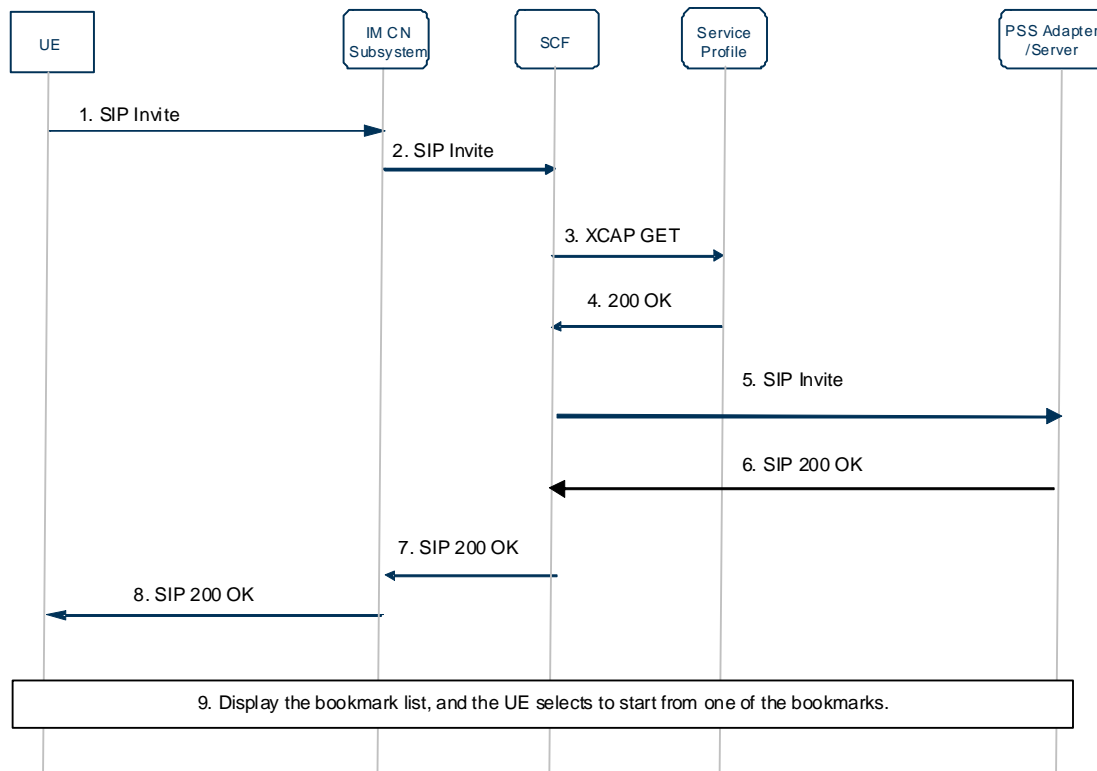 UE
IM CN
Subsystem
SCF
Service
Profile
PSS Adapter
/Server
1. SIP Invite
2. SIP Invite
3. XCAP GET
4. 200 OK
5. SIP Invite
6. SIP 200 OK
7. SIP 200 OK
8. SIP 200 OK
9. Display the bookmark list, and the UE selects to start from one of the bookmarks.